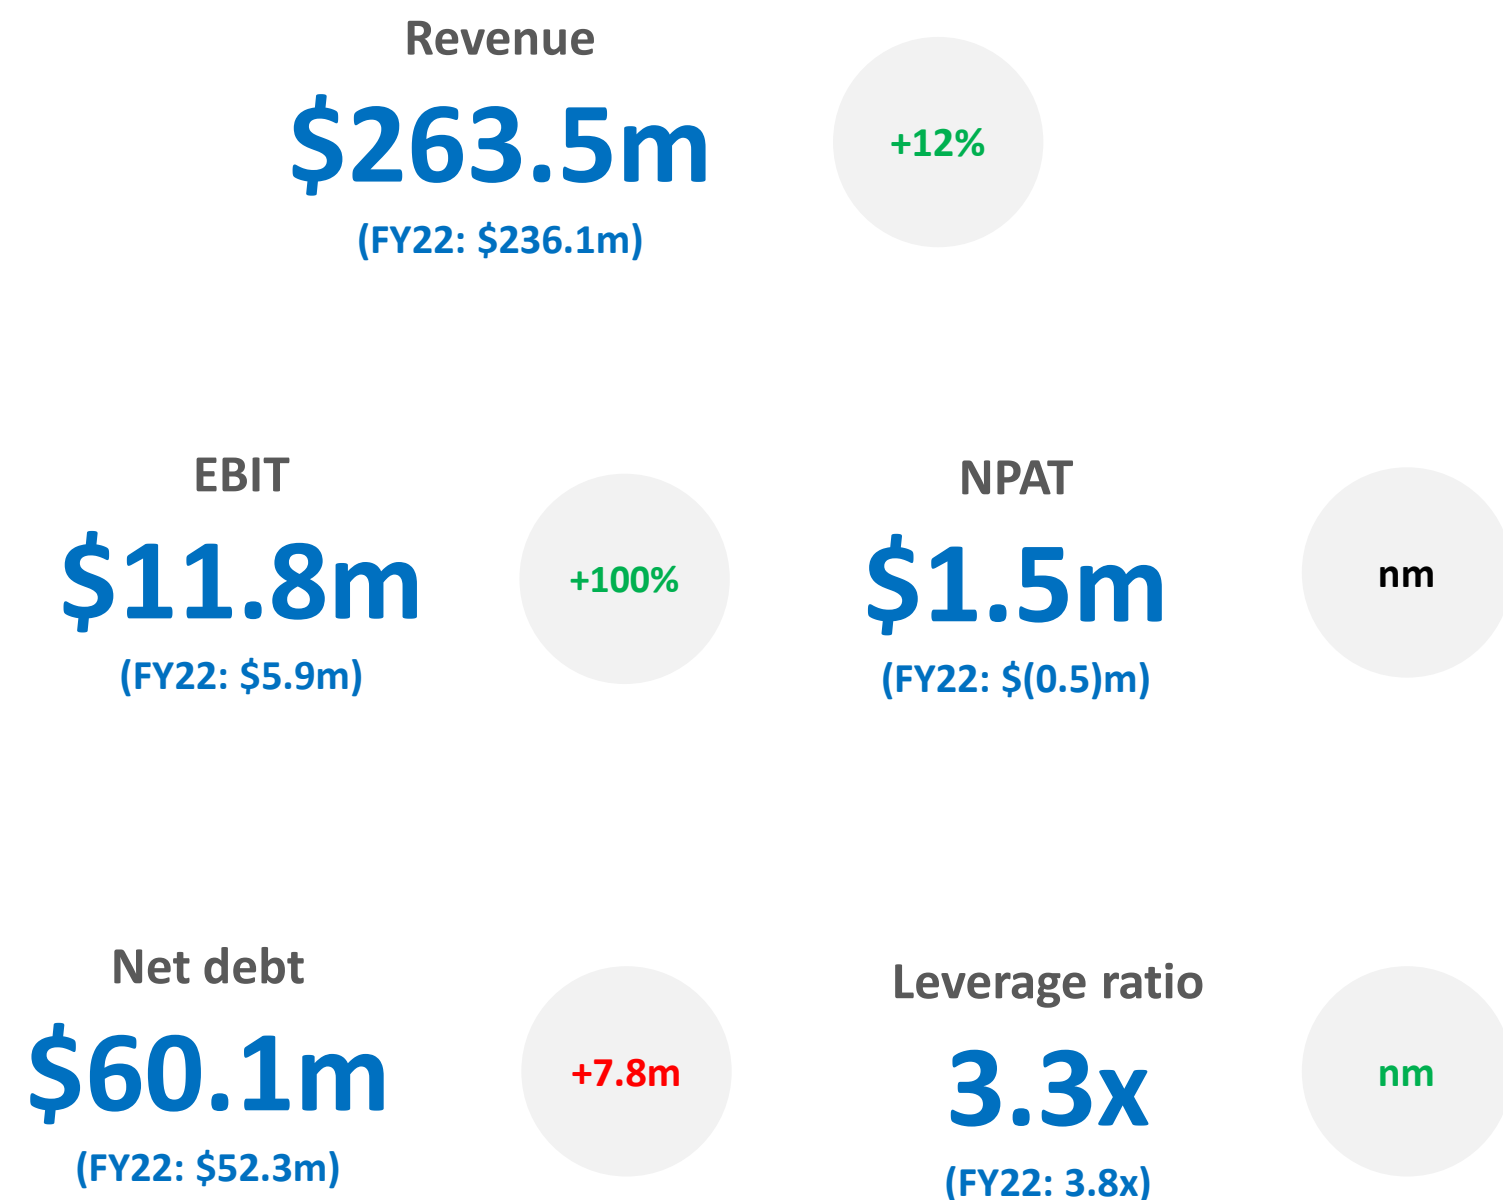 Revenue
$263.5m
(FY22: $236.1m)
+12%
EBIT
$11.8m
(FY22: $5.9m)
+100%
NPAT
$1.5m
(FY22: $(0.5)m)
nm
Net debt
$60.1m
(FY22: $52.3m)
+7.8m
Leverage ratio
3.3x
(FY22: 3.8x)
nm